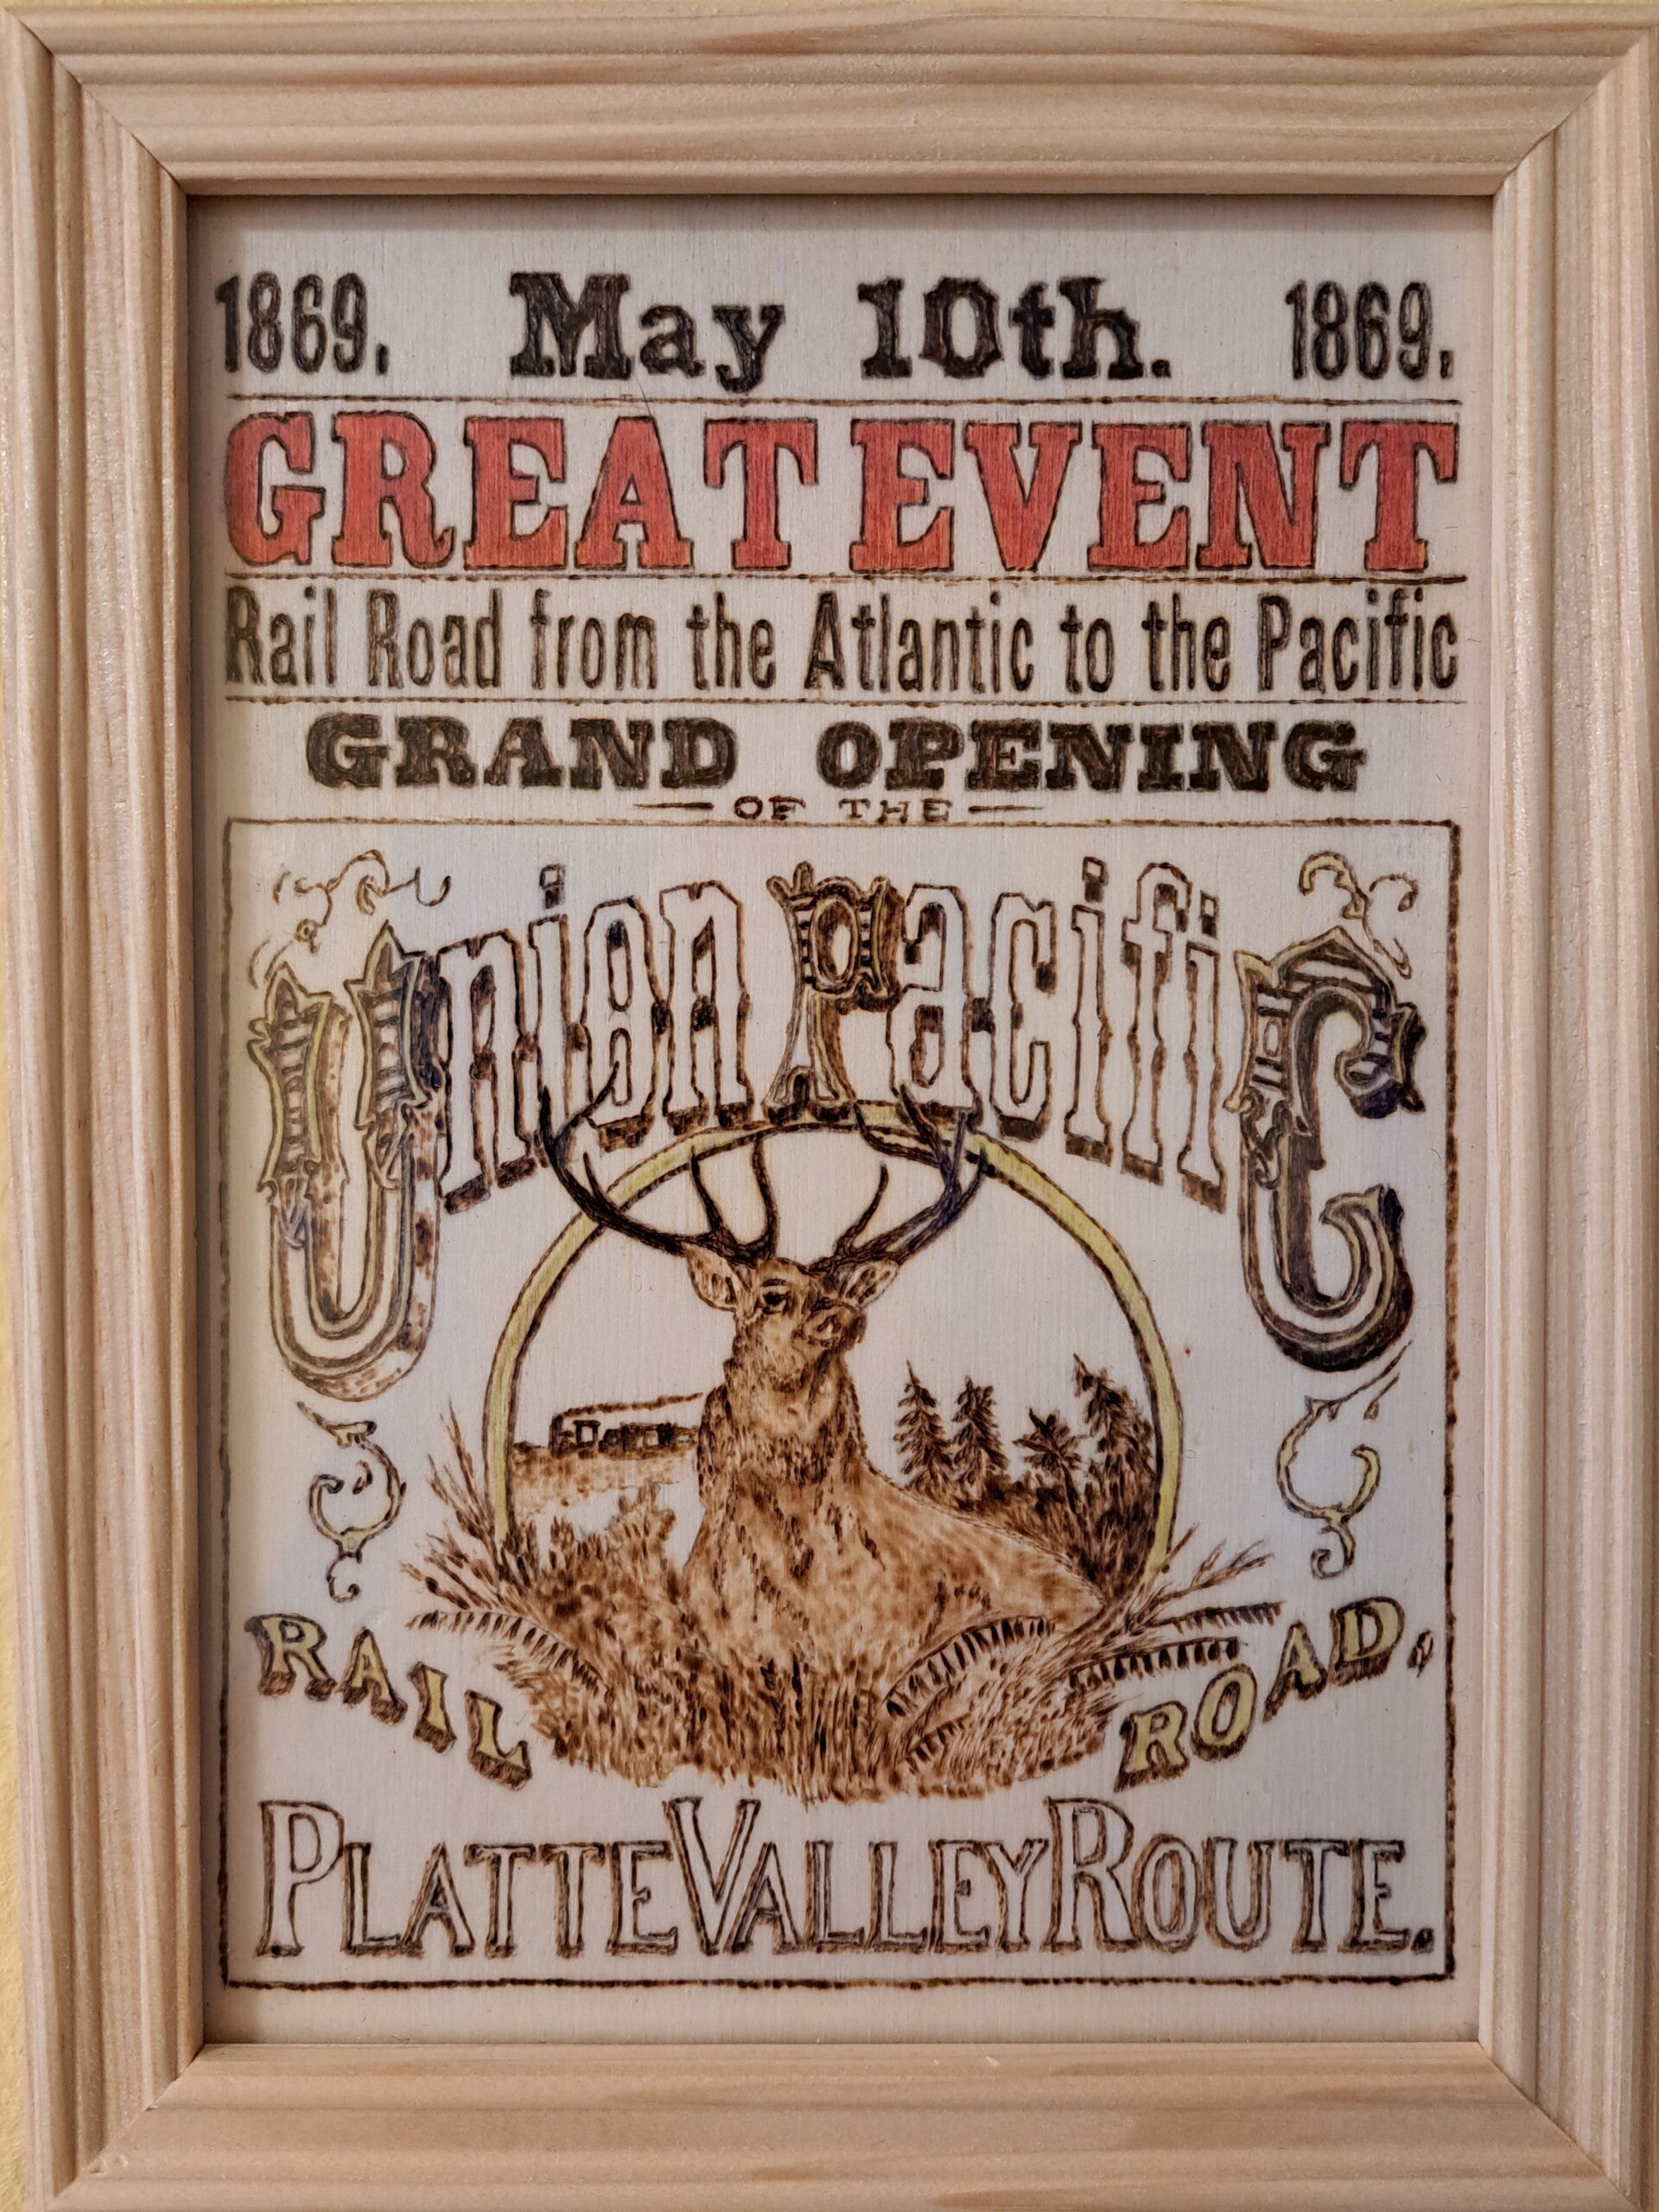 1869. May 10th. 1869.
GREAT EVENT
Rail Road from the Atlantic to the Pacific
GRAND OPENING
OF THE
Union Pacific
RAIL ROAD.
PLATTE VALLEY ROUTE.